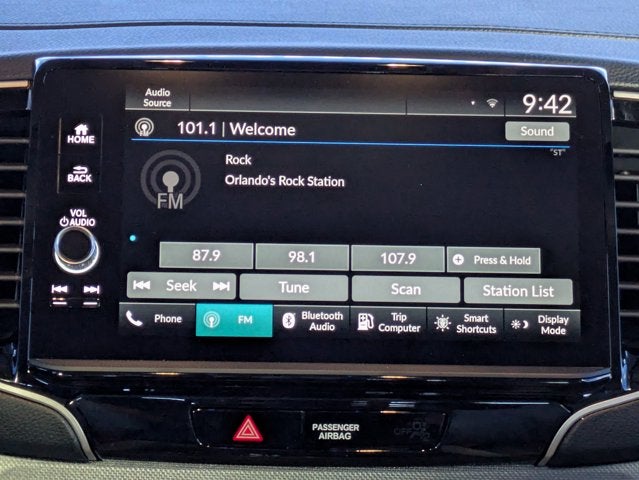 Audio
Source
9:42
HOME
BACK
VOL
AUDIO
FM
101.1 | Welcome
Sound
"ST"
Rock
Orlando's Rock Station
FM
87.9
98.1
107.9
+ Press & Hold
Seek
Tune
Scan
Station List
Phone
FM
Bluetooth
Audio
Trip
Computer
Smart
Shortcuts
Display
Mode
PASSENGER
AIRBAG
OFF